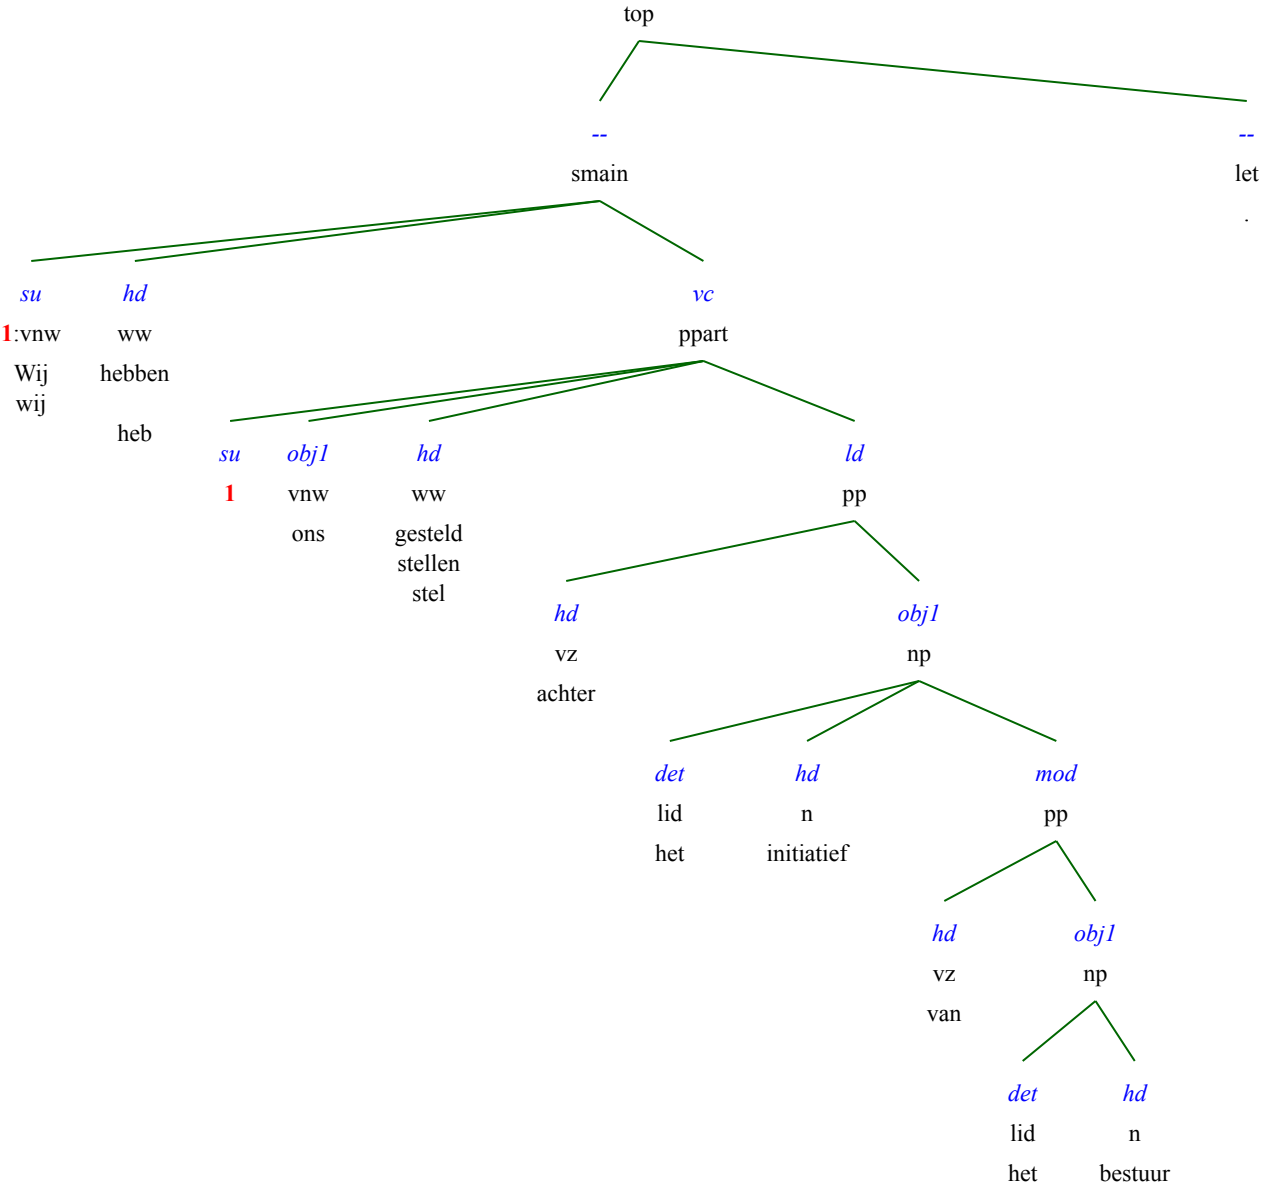 top
-- --
smain let
.
su hd vc
1:vnw ww ppart
Wij hebben
wij
heb
su obj1 hd ld
1 vnw ww pp
ons gesteld
stellen
stel
hd obj1
vz np
achter
det hd mod
lid n pp
het initiatief
hd obj1
vz np
van
det hd
lid n
het bestuur